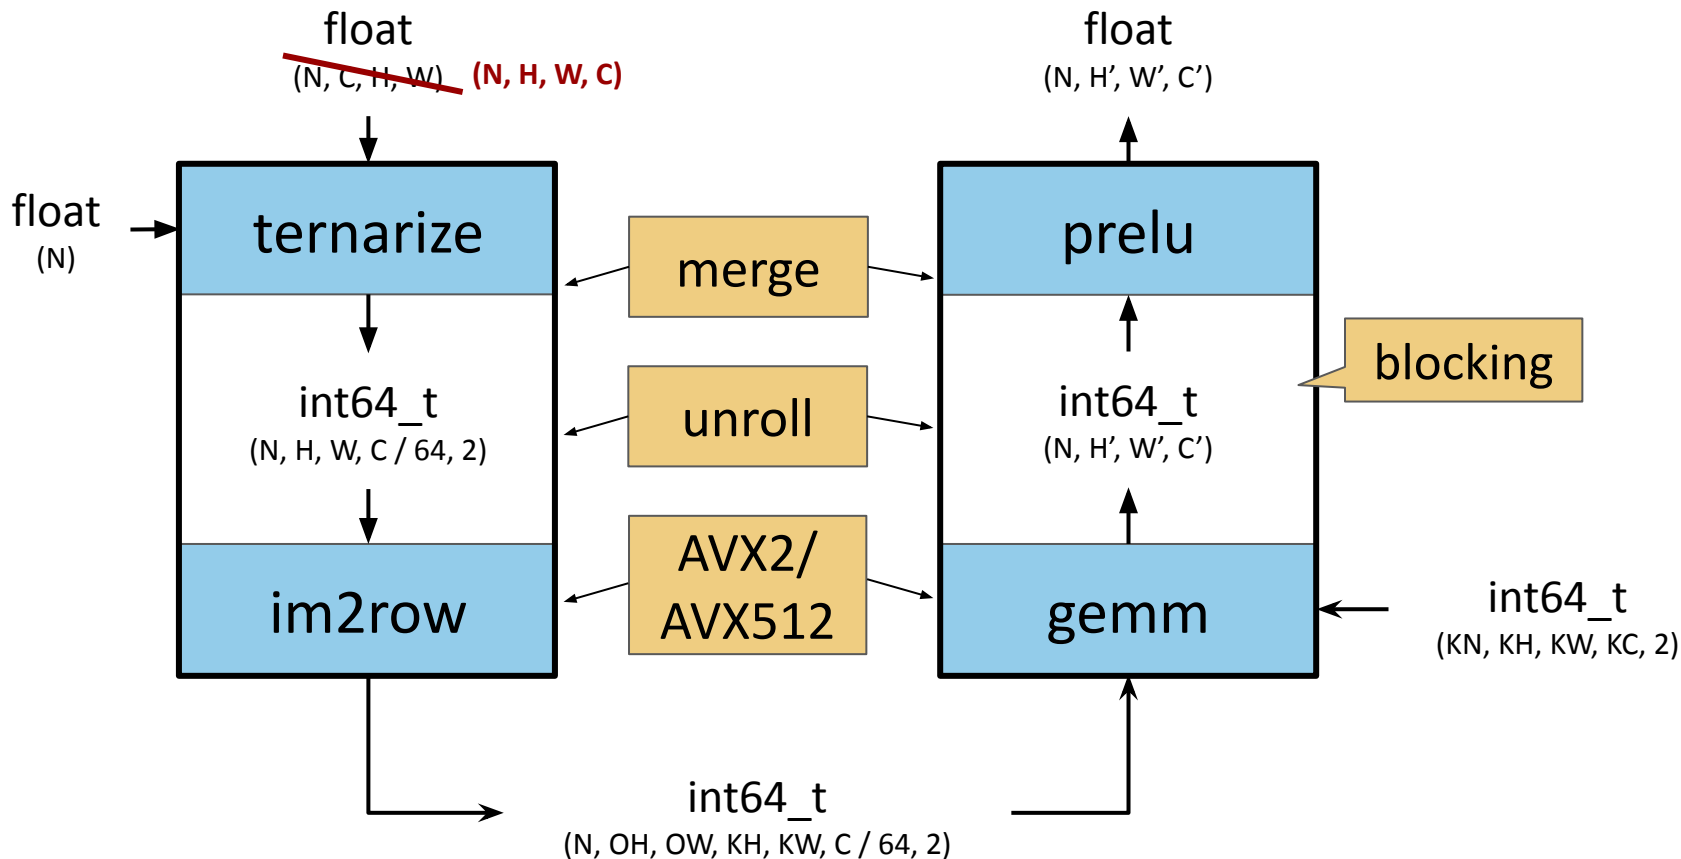 float
(N, C, H, W) (N, H, W, C)
float
(N)
ternarize
int64_t
(N, H, W, C / 64, 2)
im2row
merge
unroll
AVX2/
AVX512
int64_t
(N, OH, OW, KH, KW, C / 64, 2)
float
(N, H’, W’, C’)
prelu
int64_t
(N, H’, W’, C’)
gemm
blocking
int64_t
(KN, KH, KW, KC, 2)